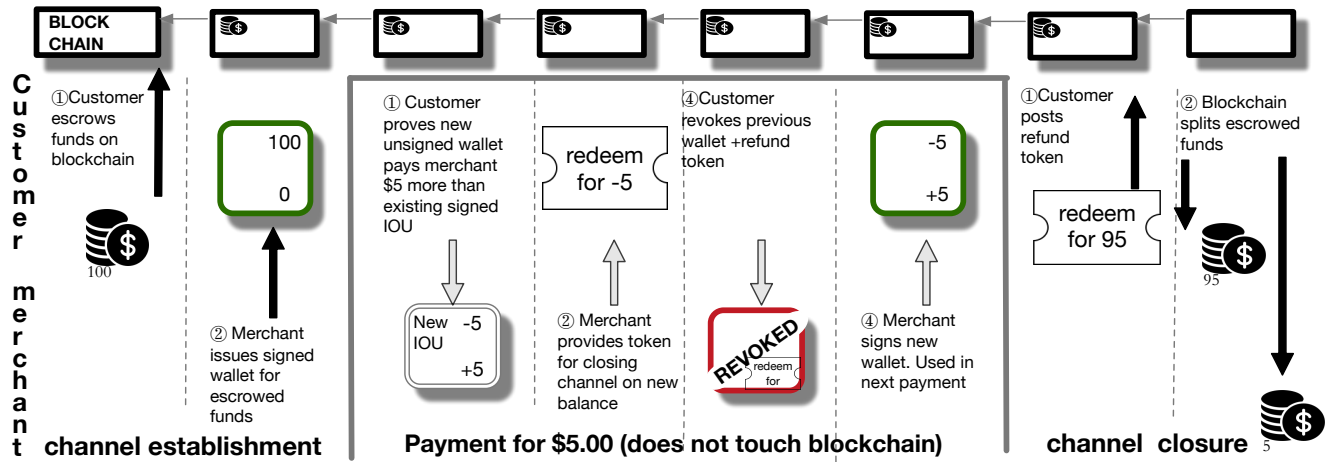 BLOCK
CHAIN
Customer merchant
①Customer
escrows
funds on
blockchain
$
100
100
0
② Merchant
issues signed
wallet for
escrowed
funds
channel establishment
① Customer
proves new
unsigned wallet
pays merchant
$5 more than
existing signed
IOU
New -5
IOU
+5
redeem
for -5
② Merchant
provides token
for closing
channel on new
balance
④Customer
revokes previous
wallet +refund
token
REVOKED
redeem
for
-5
+5
④ Merchant
signs new
wallet. Used in
next payment
Payment for $5.00 (does not touch blockchain)
①Customer
posts
refund
token
redeem
for 95
② Blockchain
splits escrowed
funds
$
95
$
5
channel closure